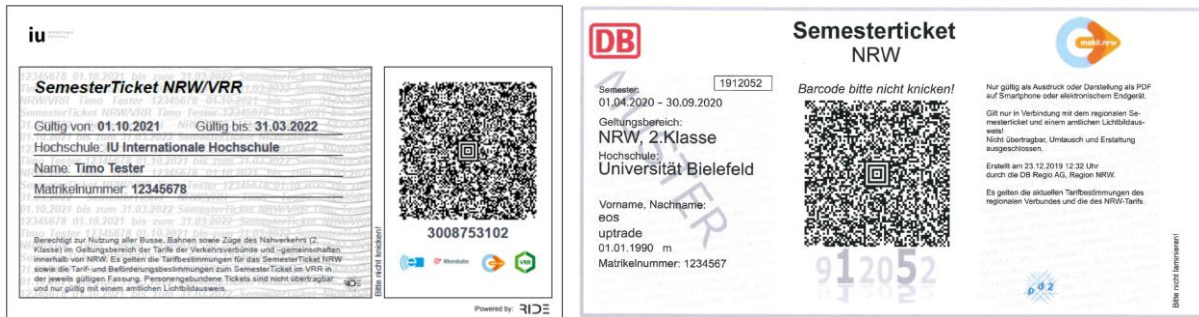 iu
SemesterTicket NRW/VRR
Gültig von: 01.10.2021 Gültig bis: 31.03.2022
Hochschule: IU Internationale Hochschule
Name: Timo Tester
Matrikelnummer: 12345678
Berechtigt zur Nutzung aller Busse, Bahnen sowie Züge des Nahverkehrs (2.
Klasse) im Geltungsbereich der Tarife der Verkehrsverbünde und -gemeinschaften
innerhalb von NRW. Es gelten die Tarifbestimmungen für das SemesterTicket NRW
sowie die Tarif- und Beförderungsbestimmungen zum SemesterTicket im VRR in
der jeweils gültigen Fassung. Personengebundene Tickets sind nicht übertragbar
und nur gültig mit einem amtlichen Lichtbildausweis.
3008753102
Rheinbahn
VRR
Bitte nicht knicken!
Powered by: RIDE
DB
Semesterticket
NRW
mobil.nrw
MUSTER
1912052
Semester:
01.04.2020 - 30.09.2020
Geltungsbereich:
NRW, 2.Klasse
Hochschule:
Universität Bielefeld
Vorname, Nachname:
eos
uptrade
01.01.1990 m
Matrikelnummer: 1234567
Barcode bitte nicht knicken!
912052
Nur gültig als Ausdruck oder Darstellung als PDF
auf Smartphone oder elektronischem Endgerät.
Gilt nur in Verbindung mit dem regionalen Se-
mesterticket und einem amtlichen Lichtbildaus-
weis!
Nicht übertragbar, Umtausch und Erstattung
ausgeschlossen.
Erstellt am 23.12.2019 12:32 Uhr
durch die DB Regio AG, Region NRW.
Es gelten die aktuellen Tarifbestimmungen des
regionalen Verbundes und die des NRW-Tarifs.
pd2
Bitte nicht laminieren!